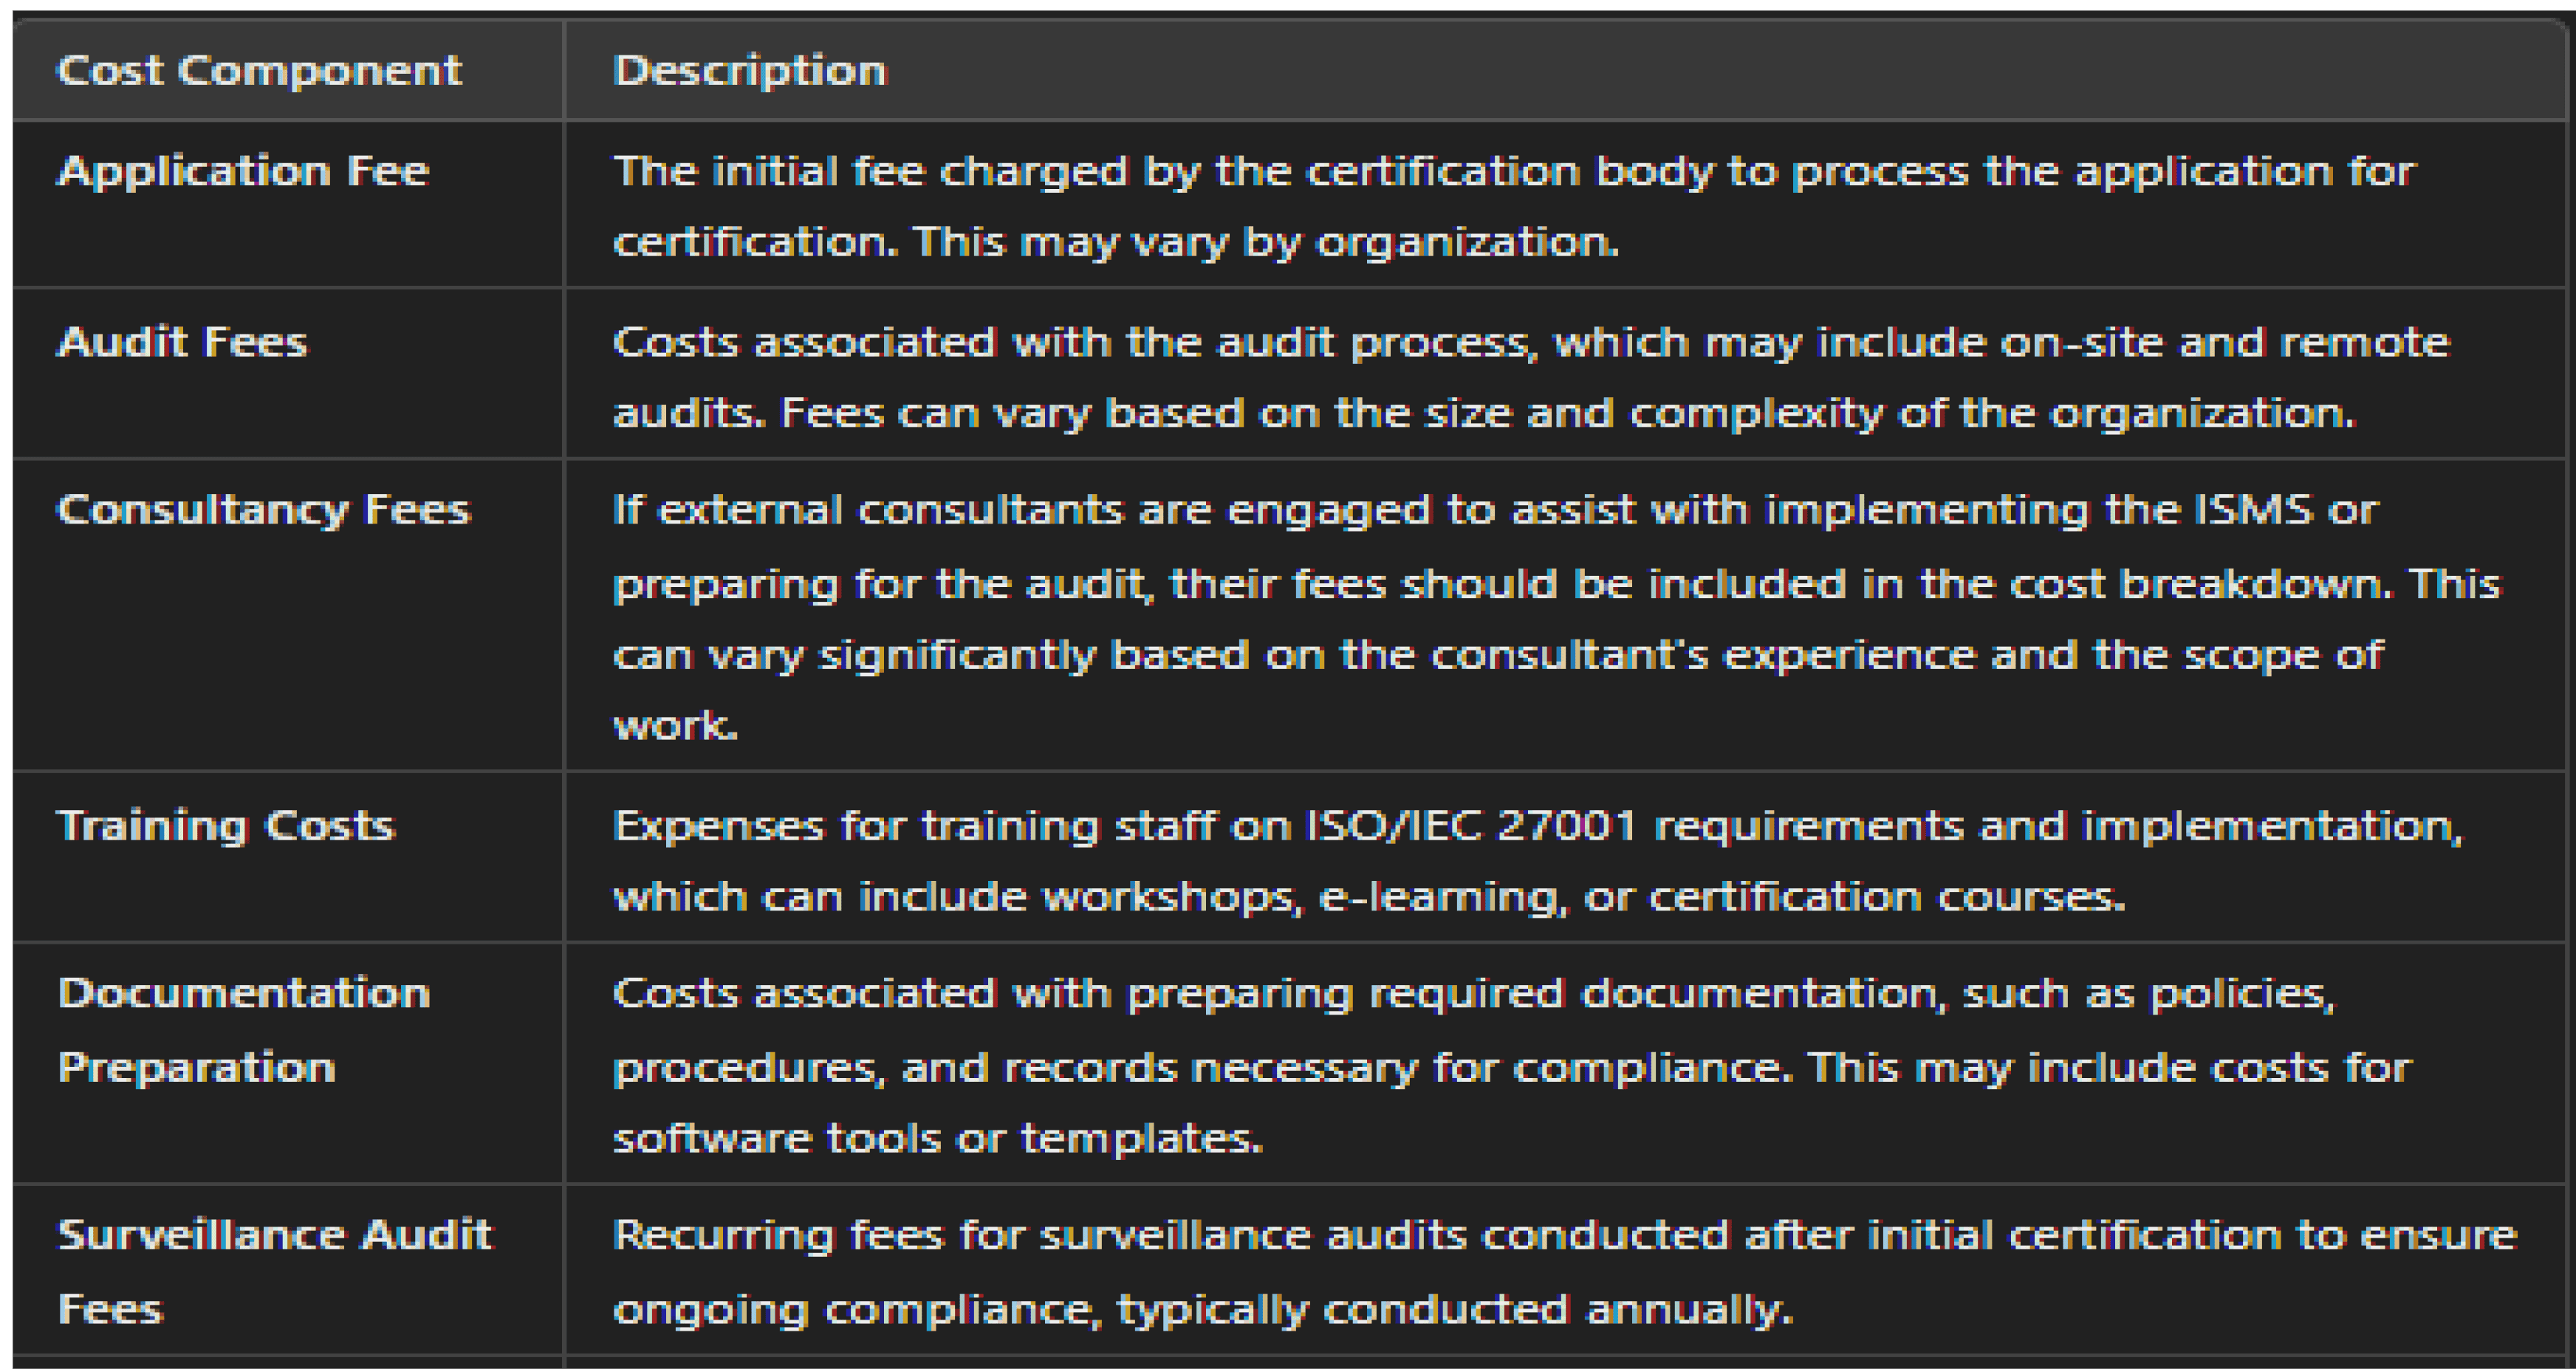 Cost Component
Description
Application Fee
The initial fee charged by the certification body to process the application for
certification. This may vary by organization.
Audit Fees
Costs associated with the audit process, which may include on-site and remote
audits. Fees can vary based on the size and complexity of the organization.
Consultancy Fees
If external consultants are engaged to assist with implementing the ISMS or
preparing for the audit, their fees should be included in the cost breakdown. This
can vary significantly based on the consultant's experience and the scope of
work.
Training Costs
Expenses for training staff on ISO/IEC 27001 requirements and implementation,
which can include workshops, e-learning, or certification courses.
Documentation
Preparation
Costs associated with preparing required documentation, such as policies,
procedures, and records necessary for compliance. This may include costs for
software tools or templates.
Surveillance Audit
Fees
Recurring fees for surveillance audits conducted after initial certification to ensure
ongoing compliance, typically conducted annually.